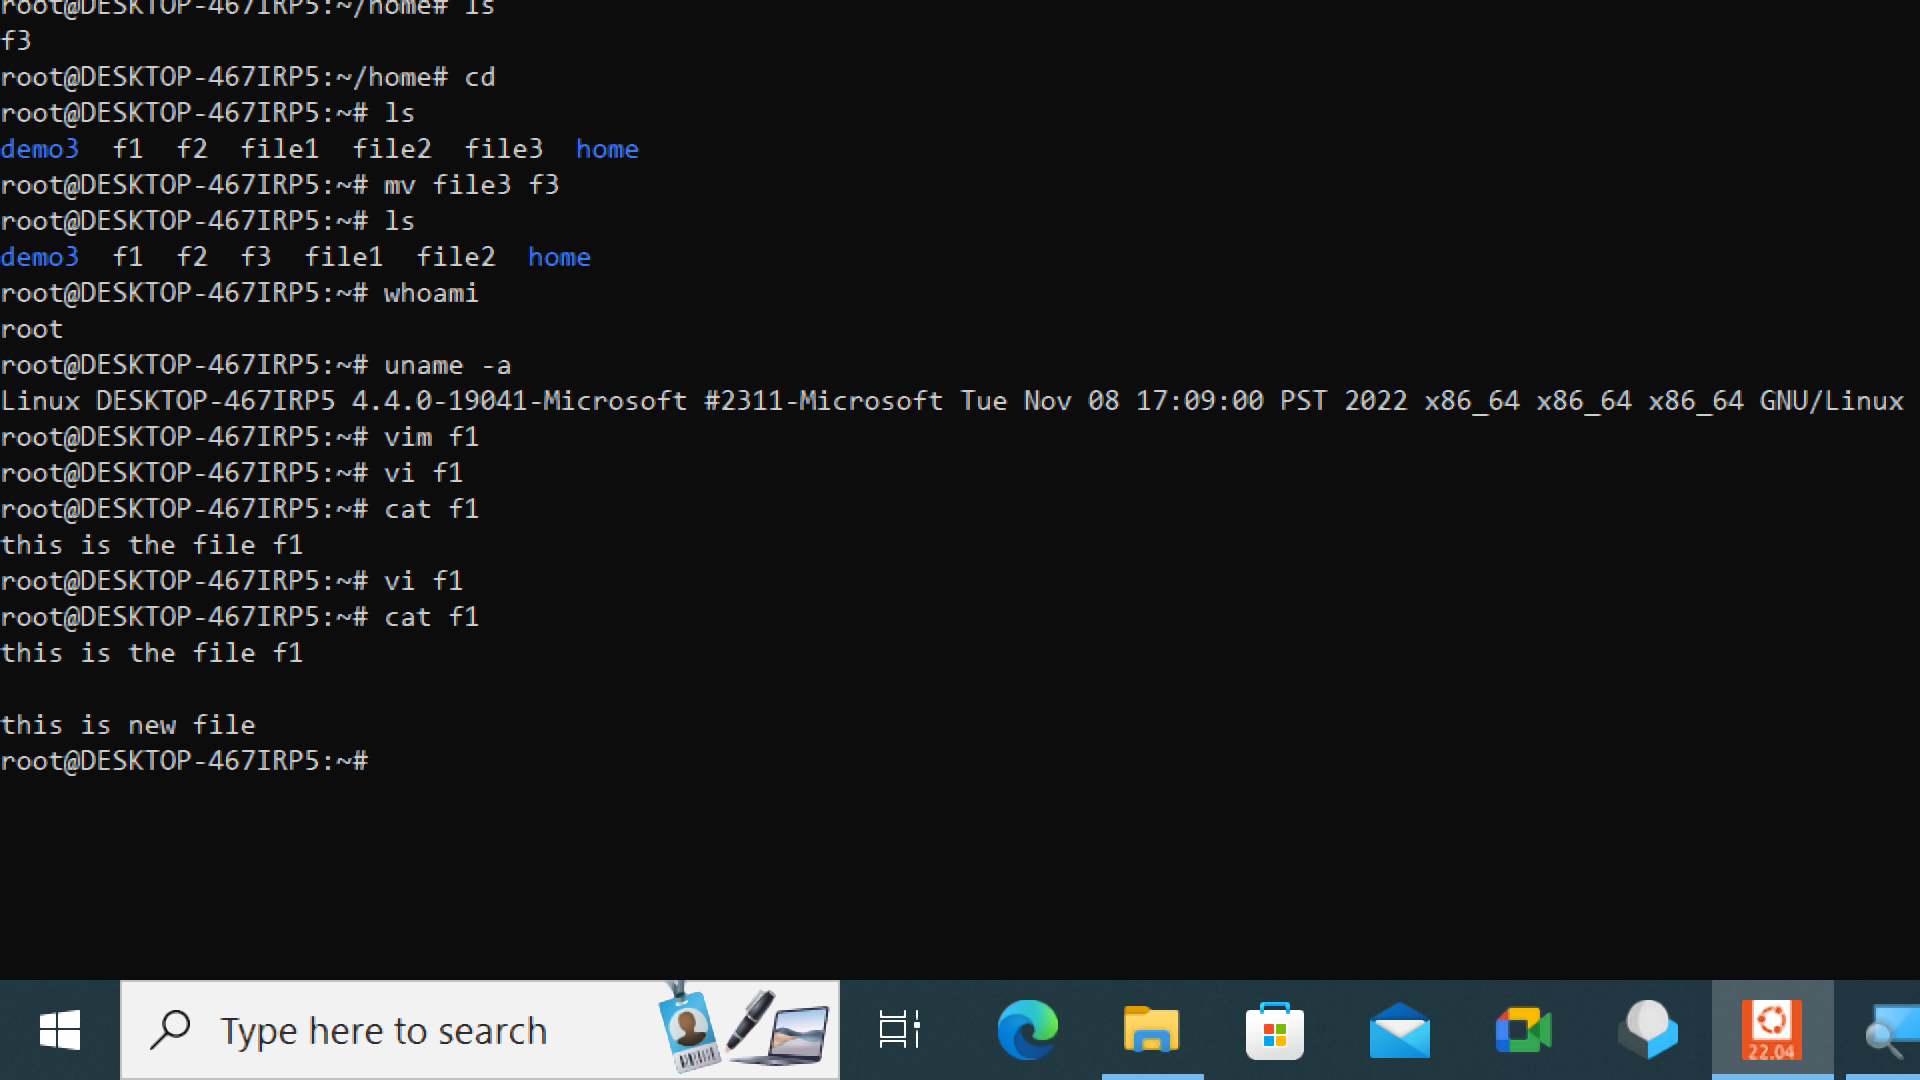 root@DESKTOP-467IRP5:~/home# ls
f3
root@DESKTOP-467IRP5:~/home# cd
root@DESKTOP-467IRP5:~# ls
demo3  f1  f2  file1  file2  file3  home
root@DESKTOP-467IRP5:~# mv file3 f3
root@DESKTOP-467IRP5:~# ls
demo3  f1  f2  f3  file1  file2  home
root@DESKTOP-467IRP5:~# whoami
root
root@DESKTOP-467IRP5:~# uname -a
Linux DESKTOP-467IRP5 4.4.0-19041-Microsoft #2311-Microsoft Tue Nov 08 17:09:00 PST 2022 x86_64 x86_64 x86_64 GNU/Linux
root@DESKTOP-467IRP5:~# vim f1
root@DESKTOP-467IRP5:~# vi f1
root@DESKTOP-467IRP5:~# cat f1
this is the file f1
root@DESKTOP-467IRP5:~# vi f1
root@DESKTOP-467IRP5:~# cat f1
this is the file f1

this is new file
root@DESKTOP-467IRP5:~#
Type here to search
22.04